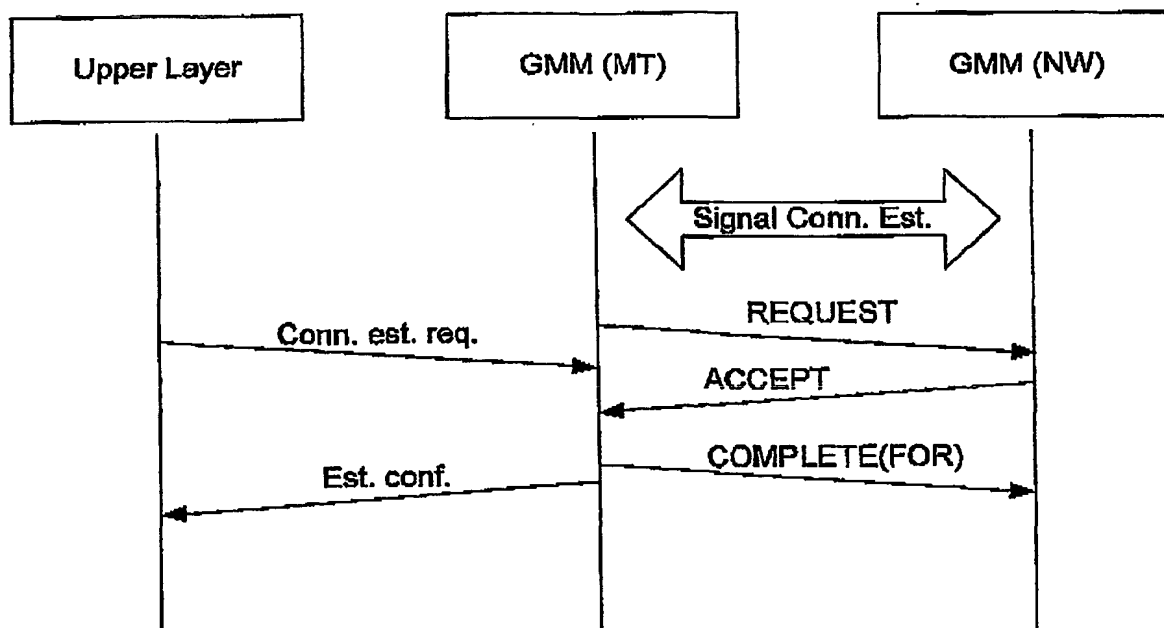 Upper Layer
GMM (MT)
GMM (NW)
Signal Conn. Est.
REQUEST
Conn. est. req.
ACCEPT
COMPLETE(FOR)
Est. conf.